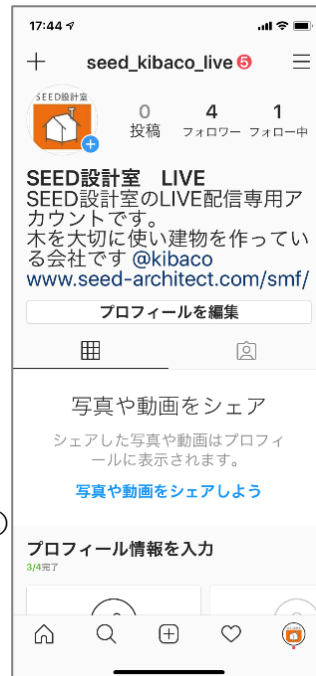 17:44
seed_kibaco_live 5
SEED設計室
0 4 1
投稿 フォロワー フォロー中
SEED設計室 LIVE
SEED設計室のLIVE配信専用ア
カウントです。
木を大切に使い建物を作ってい
る会社です @kibaco
www.seed-architect.com/smf/
プロフィールを編集
写真や動画をシェア
シェアした写真や動画はプロフィ
ールに表示されます。
写真や動画をシェアしよう
プロフィール情報を入力
3/4完了